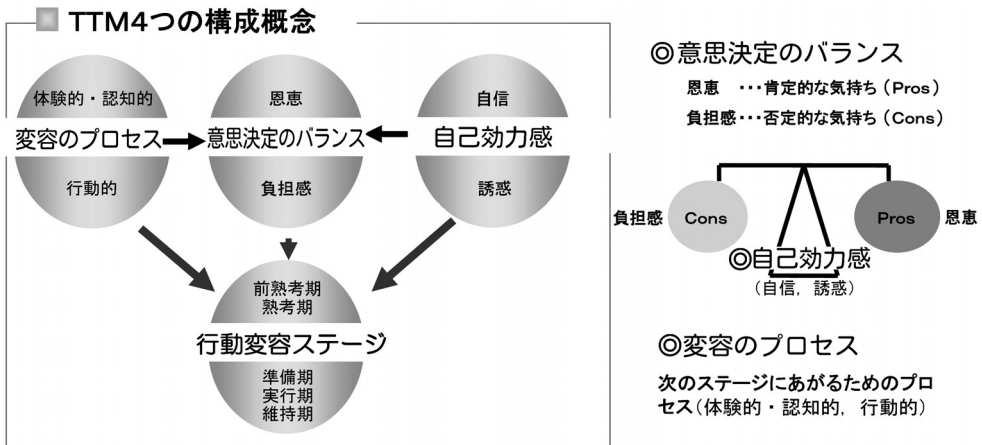 TTM4つの構成概念
体験的・認知的
変容のプロセス
行動的
恩恵
意思決定のバランス
負担感
自信
自己効力感
誘惑
前熟考期
熟考期
行動変容ステージ
準備期
実行期
維持期
◎意思決定のバランス
恩恵 ･･･肯定的な気持ち（Pros）
負担感･･･否定的な気持ち（Cons）
負担感 Cons Pros 恩恵
◎自己効力感
（自信，誘惑）
◎変容のプロセス
次のステージにあがるためのプロ
セス（体験的・認知的，行動的）